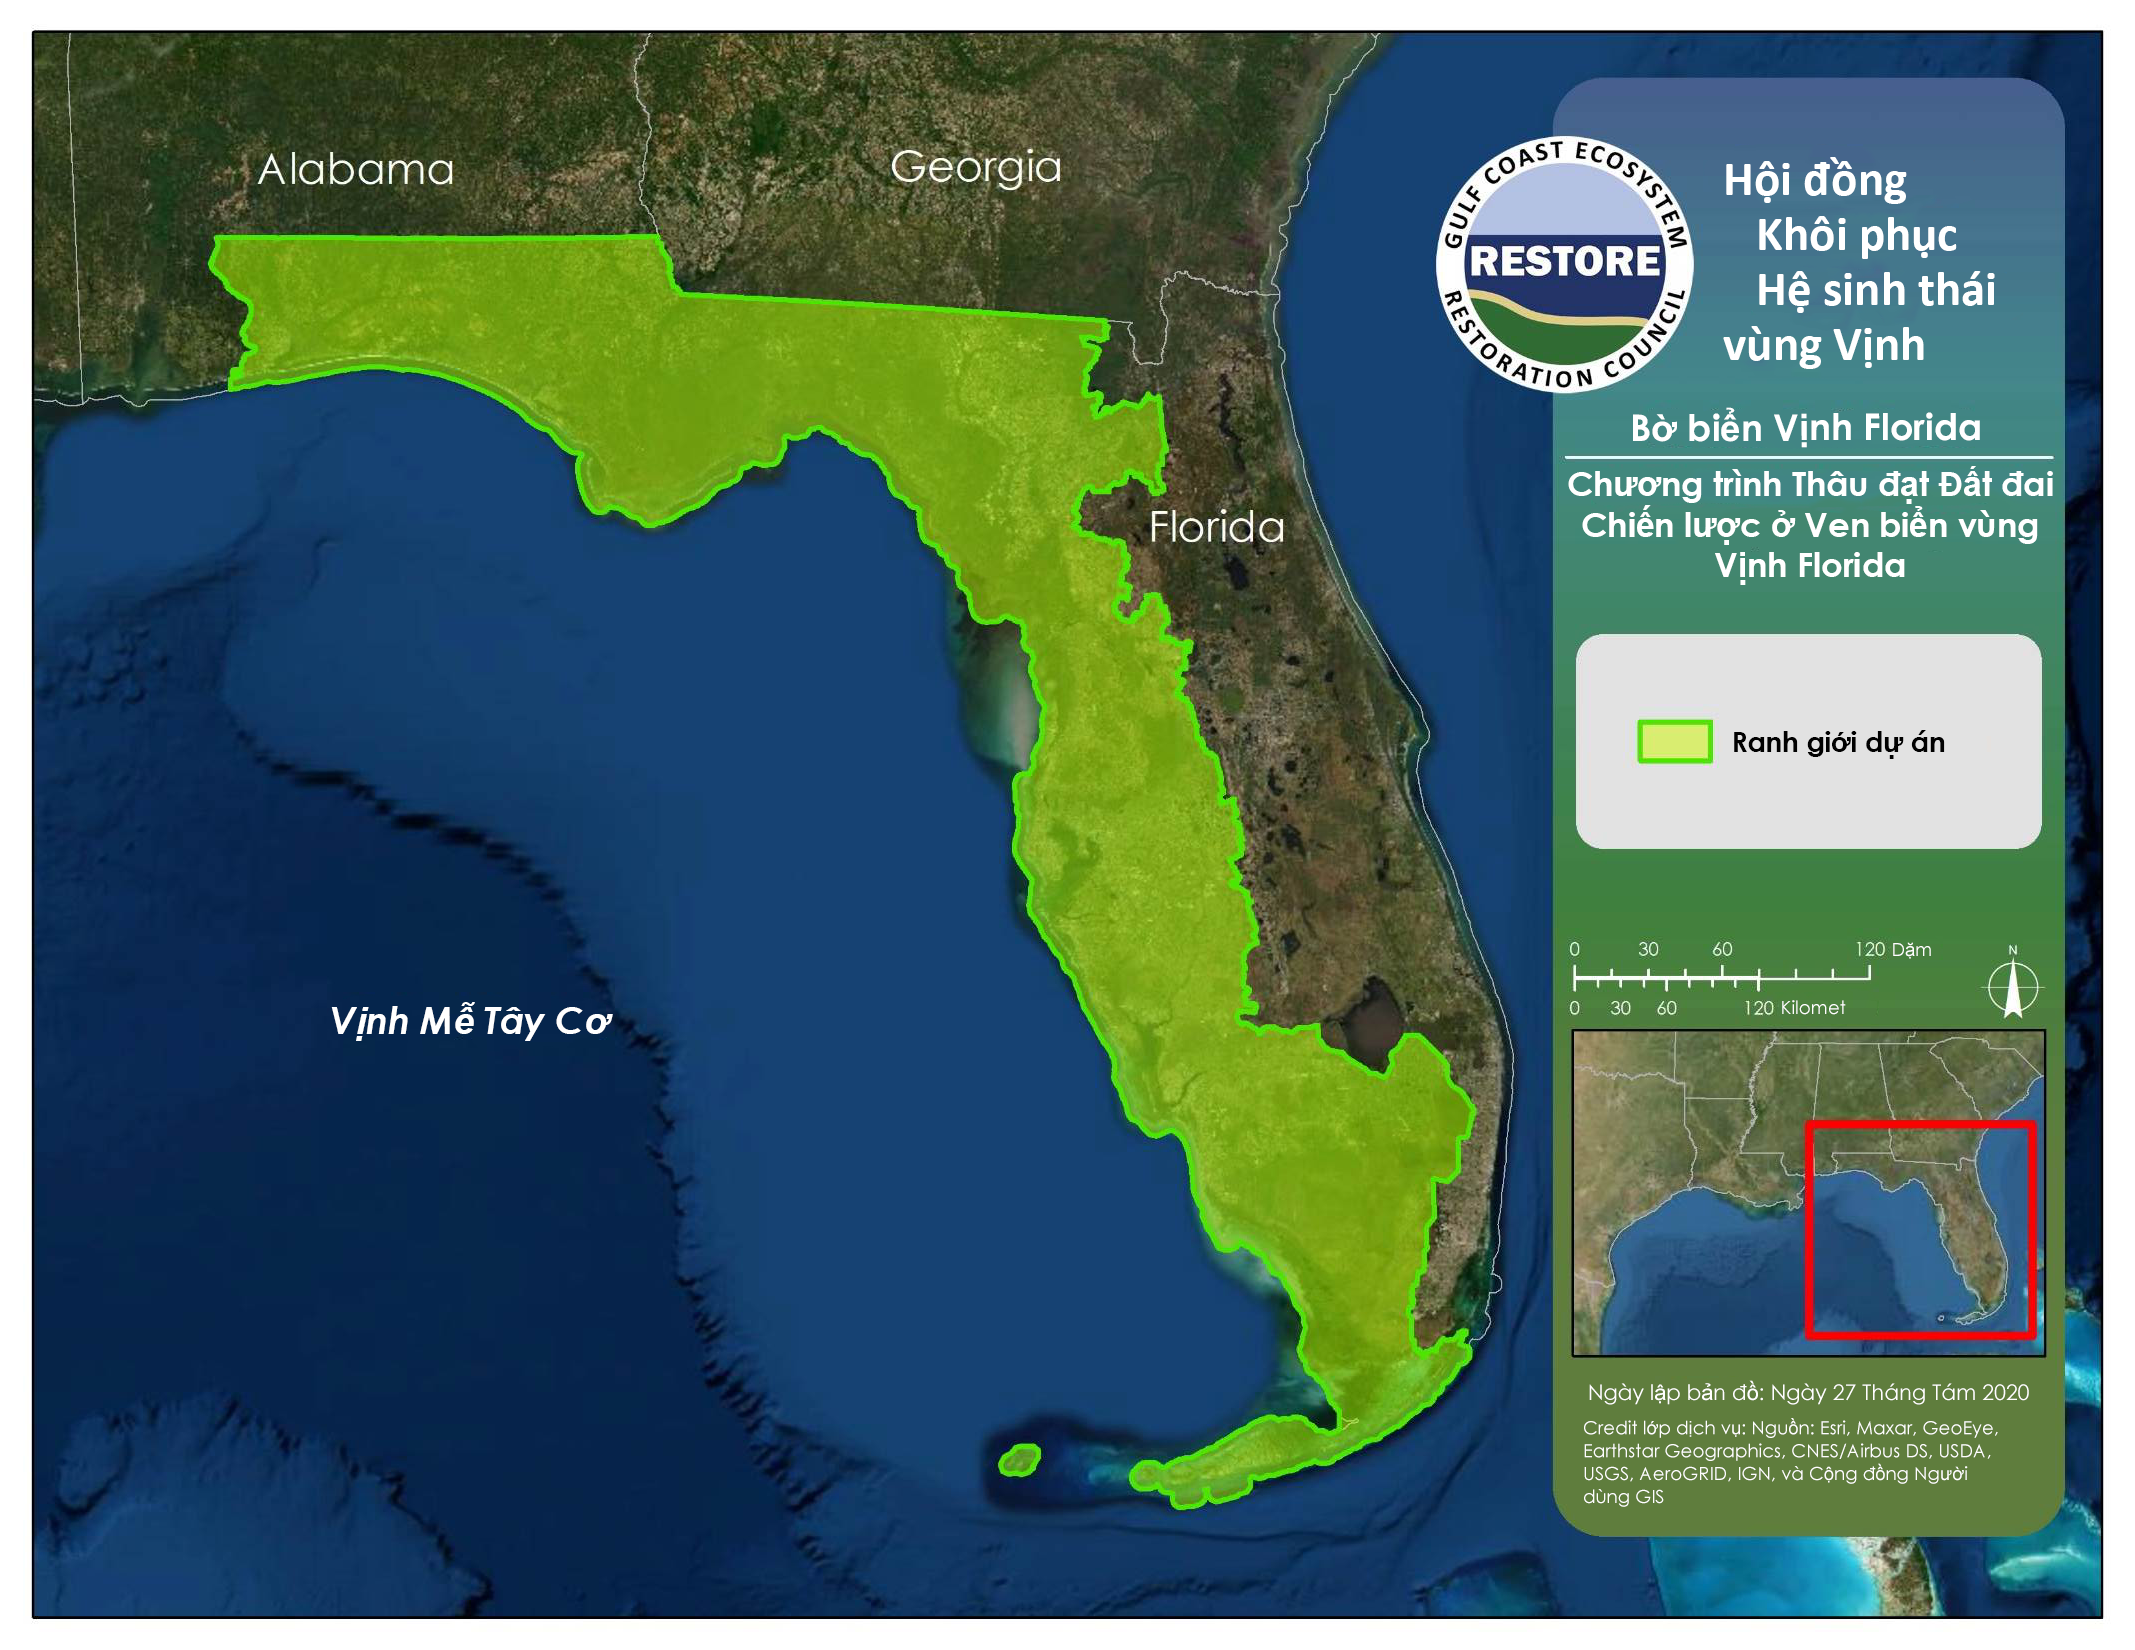 Alabama
Georgia
Florida
Vịnh Mễ Tây Cơ
GULF COAST ECOSYSTEM
RESTORE
RESTORATION COUNCIL
Hội đồng
Khôi phục
Hệ sinh thái
vùng Vịnh
Bờ biển Vịnh Florida
Chương trình Thâu đạt Đất đai
Chiến lược ở Ven biển vùng
Vịnh Florida
Ranh giới dự án
0 30 60 120 Dặm
0 30 60 120 Kilomet
N
Ngày lập bản đồ: Ngày 27 Tháng Tám 2020
Credit lớp dịch vụ: Nguồn: Esri, Maxar, GeoEye,
Earthstar Geographics, CNES/Airbus DS, USDA,
USGS, AeroGRID, IGN, và Cộng đồng Người
dùng GIS